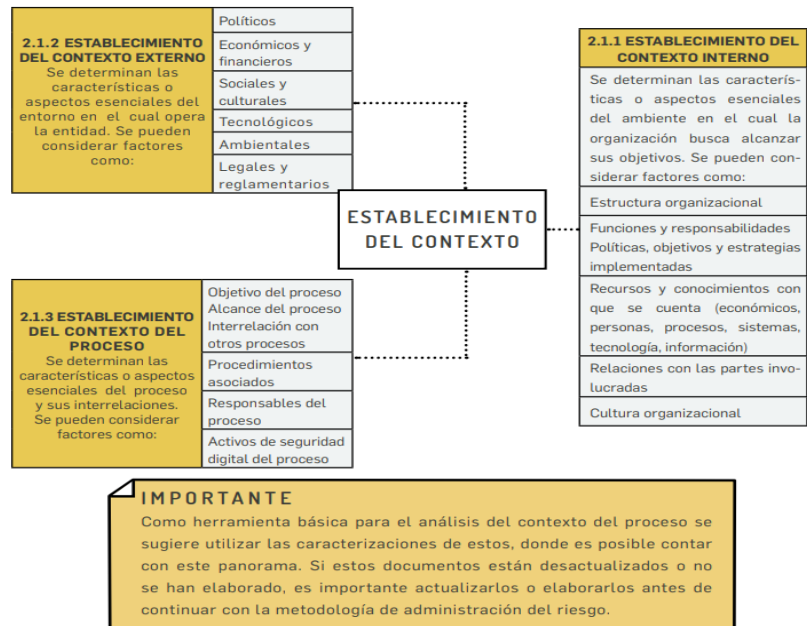 2.1.2 ESTABLECIMIENTO
DEL CONTEXTO EXTERNO
Se determinan las
características o
aspectos esenciales del
entorno en el cual opera
la entidad. Se pueden
considerar factores
como:
Políticos
Económicos y
financieros
Sociales y
culturales
Tecnológicos
Ambientales
Legales y
reglamentarios
ESTABLECIMIENTO
DEL CONTEXTO
2.1.1 ESTABLECIMIENTO DEL
CONTEXTO INTERNO
Se determinan las caracterís-
ticas o aspectos esenciales
del ambiente en el cual la
organización busca alcanzar
sus objetivos. Se pueden con-
siderar factores como:
Estructura organizacional
Funciones y responsabilidades
Políticas, objetivos y estrategias
implementadas
Recursos y conocimientos con
que se cuenta (económicos,
personas, procesos, sistemas,
tecnología, información)
Relaciones con las partes invo-
lucradas
Cultura organizacional
2.1.3 ESTABLECIMIENTO
DEL CONTEXTO DEL
PROCESO
Se determinan las
características o aspectos
esenciales del proceso
y sus interrelaciones.
Se pueden considerar
factores como:
Objetivo del proceso
Alcance del proceso
Interrelación con
otros procesos
Procedimientos
asociados
Responsables del
proceso
Activos de seguridad
digital del proceso
IMPORTANTE
Como herramienta básica para el análisis del contexto del proceso se
sugiere utilizar las caracterizaciones de estos, donde es posible contar
con este panorama. Si estos documentos están desactualizados o no
se han elaborado, es importante actualizarlos o elaborarlos antes de
continuar con la metodología de administración del riesgo.